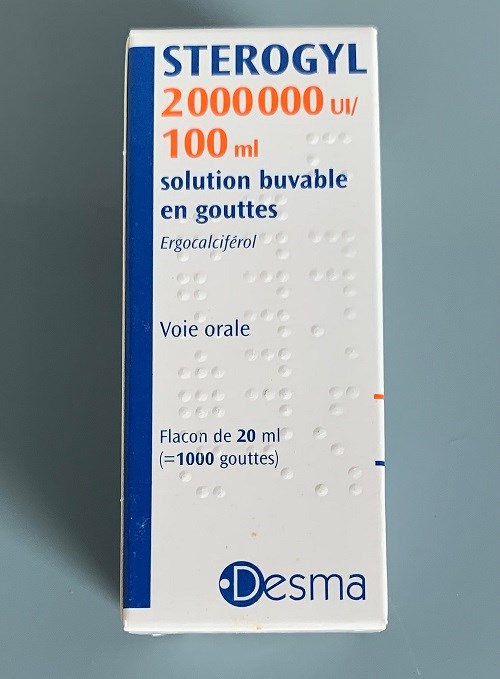 STEROGYL
2000000 UI/
100 ml
solution buvable
en gouttes
Ergocalciférol
Voie orale
Flacon de 20 ml
(=1000 gouttes)
Desma